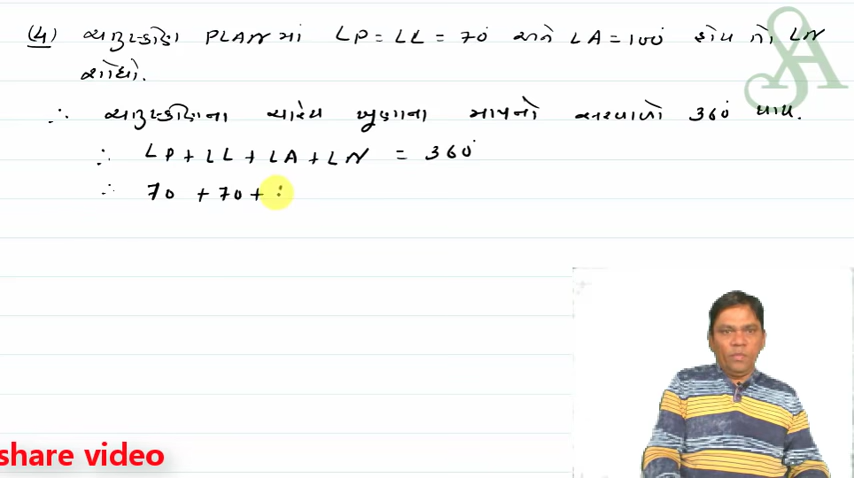 (4) ચતુષ્કોણ PLAN માં ∠P = ∠L = 70° અને ∠A = 100° હોય તો ∠N
શોધો.
∴ ચતુષ્કોણના ચારેય ખૂણાના માપનો સરવાળો 360° થાય.
∴ ∠P + ∠L + ∠A + ∠N = 360°
∴ 70 + 70 +
share video